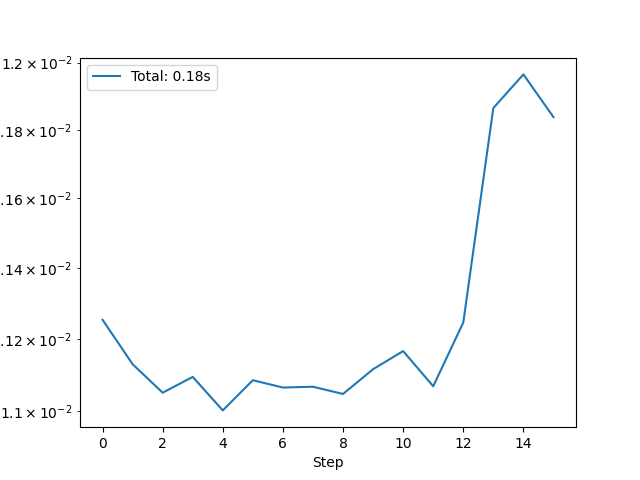 1.2 × 10⁻²
.18 × 10⁻²
.16 × 10⁻²
.14 × 10⁻²
.12 × 10⁻²
1.1 × 10⁻²
Total: 0.18s
0 2 4 6 8 10 12 14
Step